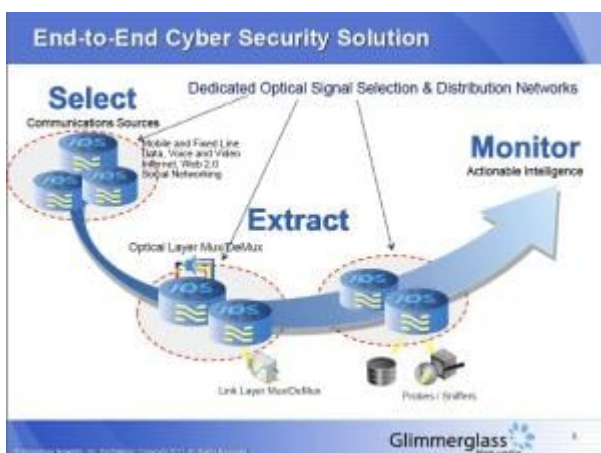 End-to-End Cyber Security Solution
Dedicated Optical Signal Selection & Distribution Networks
Select
Communications Sources
Mobile and Fixed Line
Data, Voice and Video
Internet, Web 2.0
Social Networking
Monitor
Actionable Intelligence
Extract
Optical Layer Mux/DeMux
Link Layer Mux/DeMux
Probes / Sniffers
Glimmerglass
Networks